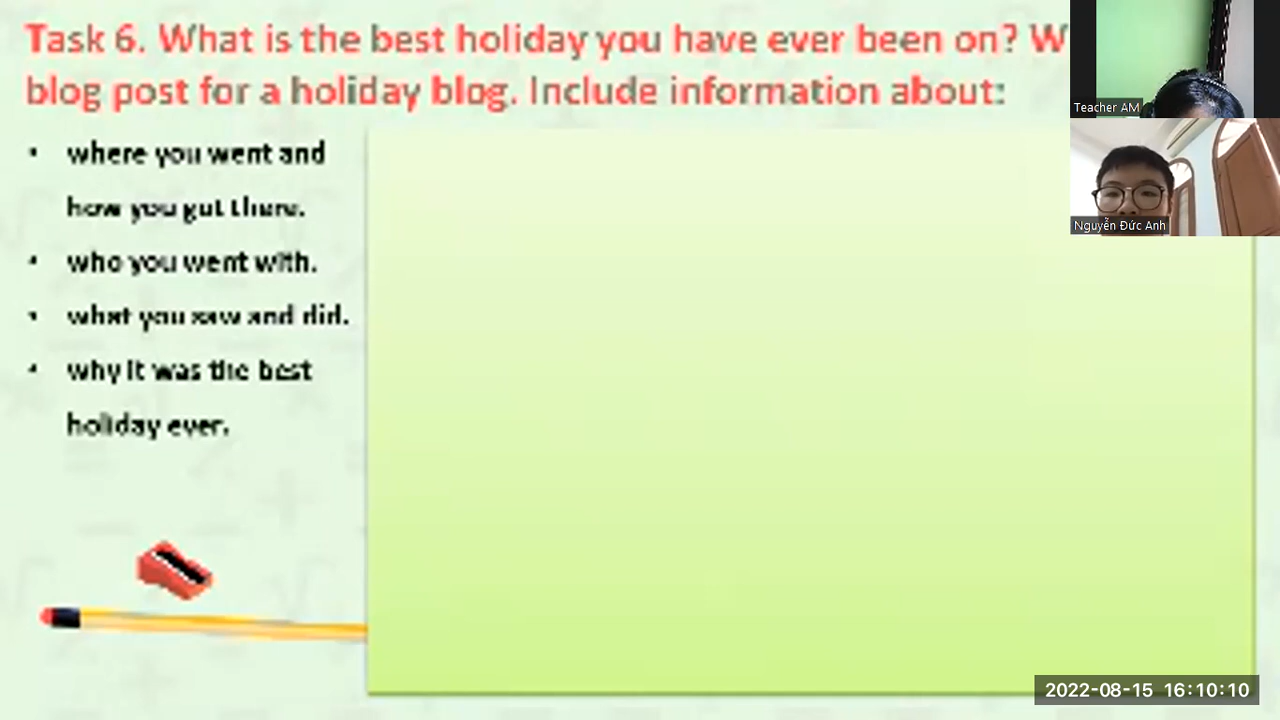 Task 6. What is the best holiday you have ever been on? W
blog post for a holiday blog. Include information about:
• where you went and
how you got there.
• who you went with.
• what you saw and did.
• why it was the best
holiday ever.
Teacher AM
Nguyễn Đức Anh
2022-08-15 16:10:10